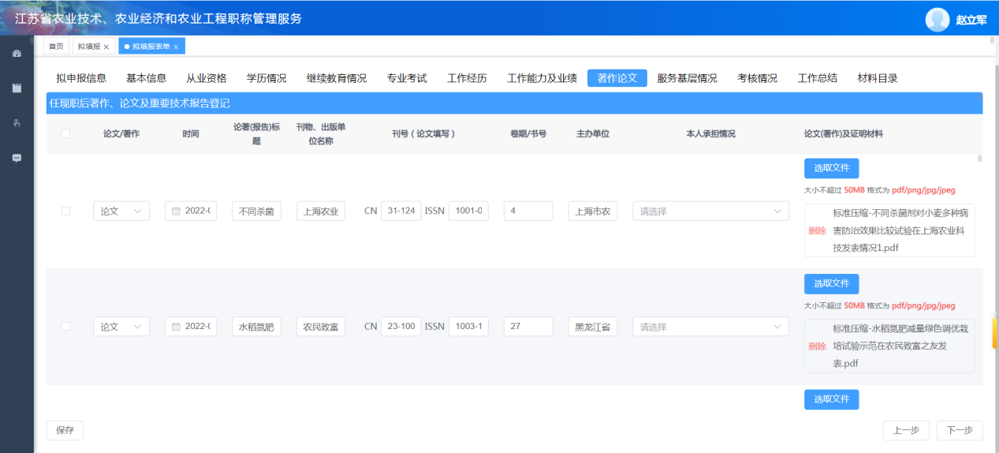 江苏省农业技术、农业经济和农业工程职称管理服务
赵立军
首页 拟填报 × 拟填报表单 ×
拟申报信息 基本信息 从业资格 学历情况 继续教育情况 专业考试 工作经历 工作能力及业绩 著作论文 服务基层情况 考核情况 工作总结 材料目录
任现职后著作、论文及重要技术报告登记
论文/著作 时间 论著(报告)标题 刊物、出版单位名称 刊号（论文填写） 卷期/书号 主办单位 本人承担情况 论文(著作)及证明材料
选取文件
大小不超过 50MB 格式为 pdf/png/jpg/jpeg
论文 2022-( 不同杀菌 上海农业 CN 31-124 ISSN 1001-0 4 上海市农 请选择
删除
标准压缩-不同杀菌剂对小麦多种病
害防治效果比较试验在上海农业科
技发表情况1.pdf
选取文件
大小不超过 50MB 格式为 pdf/png/jpg/jpeg
论文 2022-( 水稻氮肥 农民致富 CN 23-100 ISSN 1003-1 27 黑龙江省 请选择
删除
标准压缩-水稻氮肥减量绿色调优栽
培试验示范在农民致富之友发
表.pdf
选取文件
保存 上一步 下一步